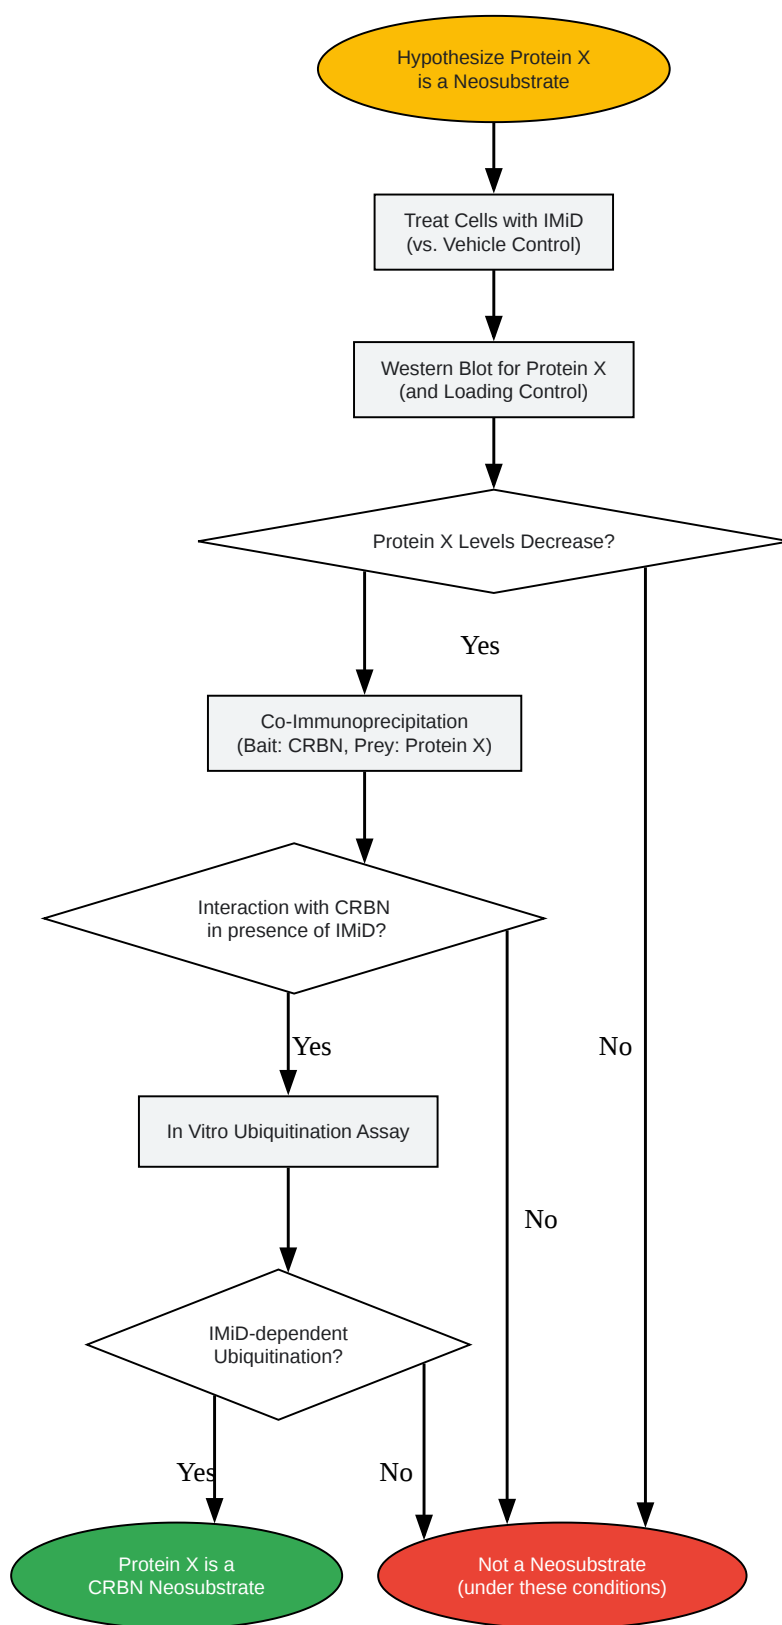 Hypothesize Protein X
is a Neosubstrate
Treat Cells with IMiD
(vs. Vehicle Control)
Western Blot for Protein X
(and Loading Control)
Protein X Levels Decrease?
Yes
Co-Immunoprecipitation
(Bait: CRBN, Prey: Protein X)
Interaction with CRBN
in presence of IMiD?
Yes
No
In Vitro Ubiquitination Assay
No
IMiD-dependent
Ubiquitination?
Yes
No
Protein X is a
CRBN Neosubstrate
Not a Neosubstrate
(under these conditions)